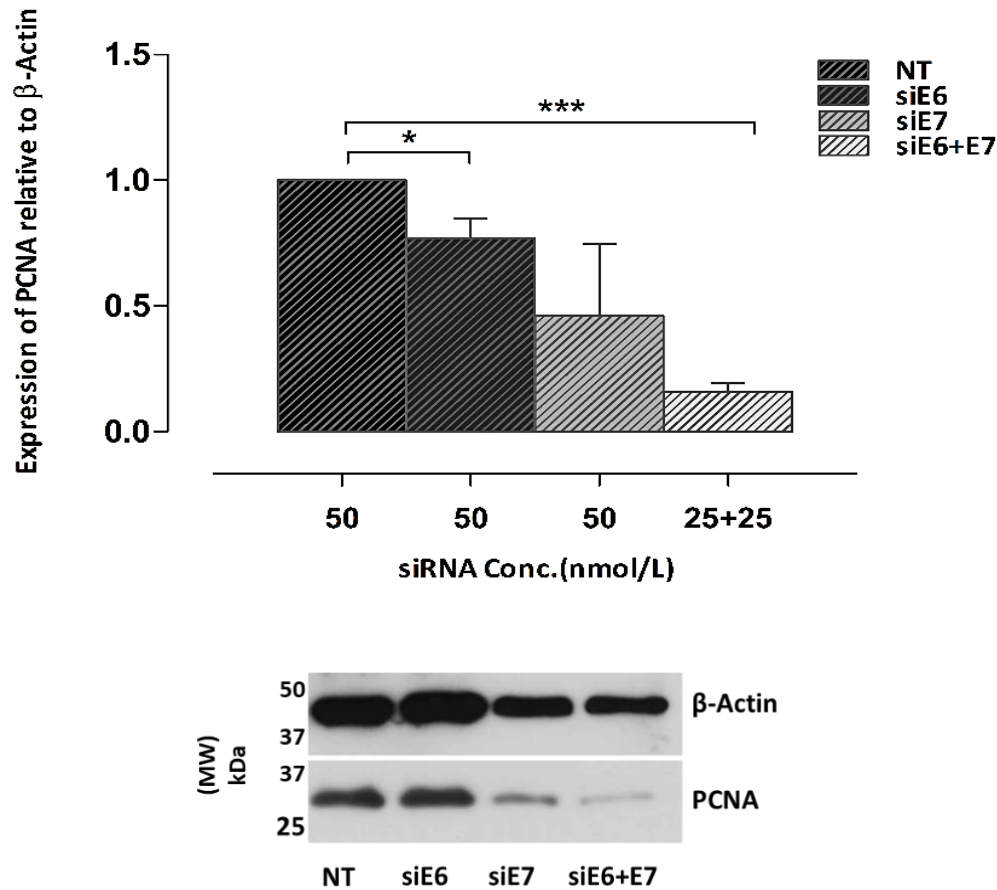 Expression of PCNA relative to β-Actin
1.5
1.0
0.5
0.0
***
*
NT
siE6
siE7
siE6+E7
50 50 50 25+25
siRNA Conc.(nmol/L)
(MW)
kDa
50
37
β-Actin
37
25
PCNA
NT siE6 siE7 siE6+E7